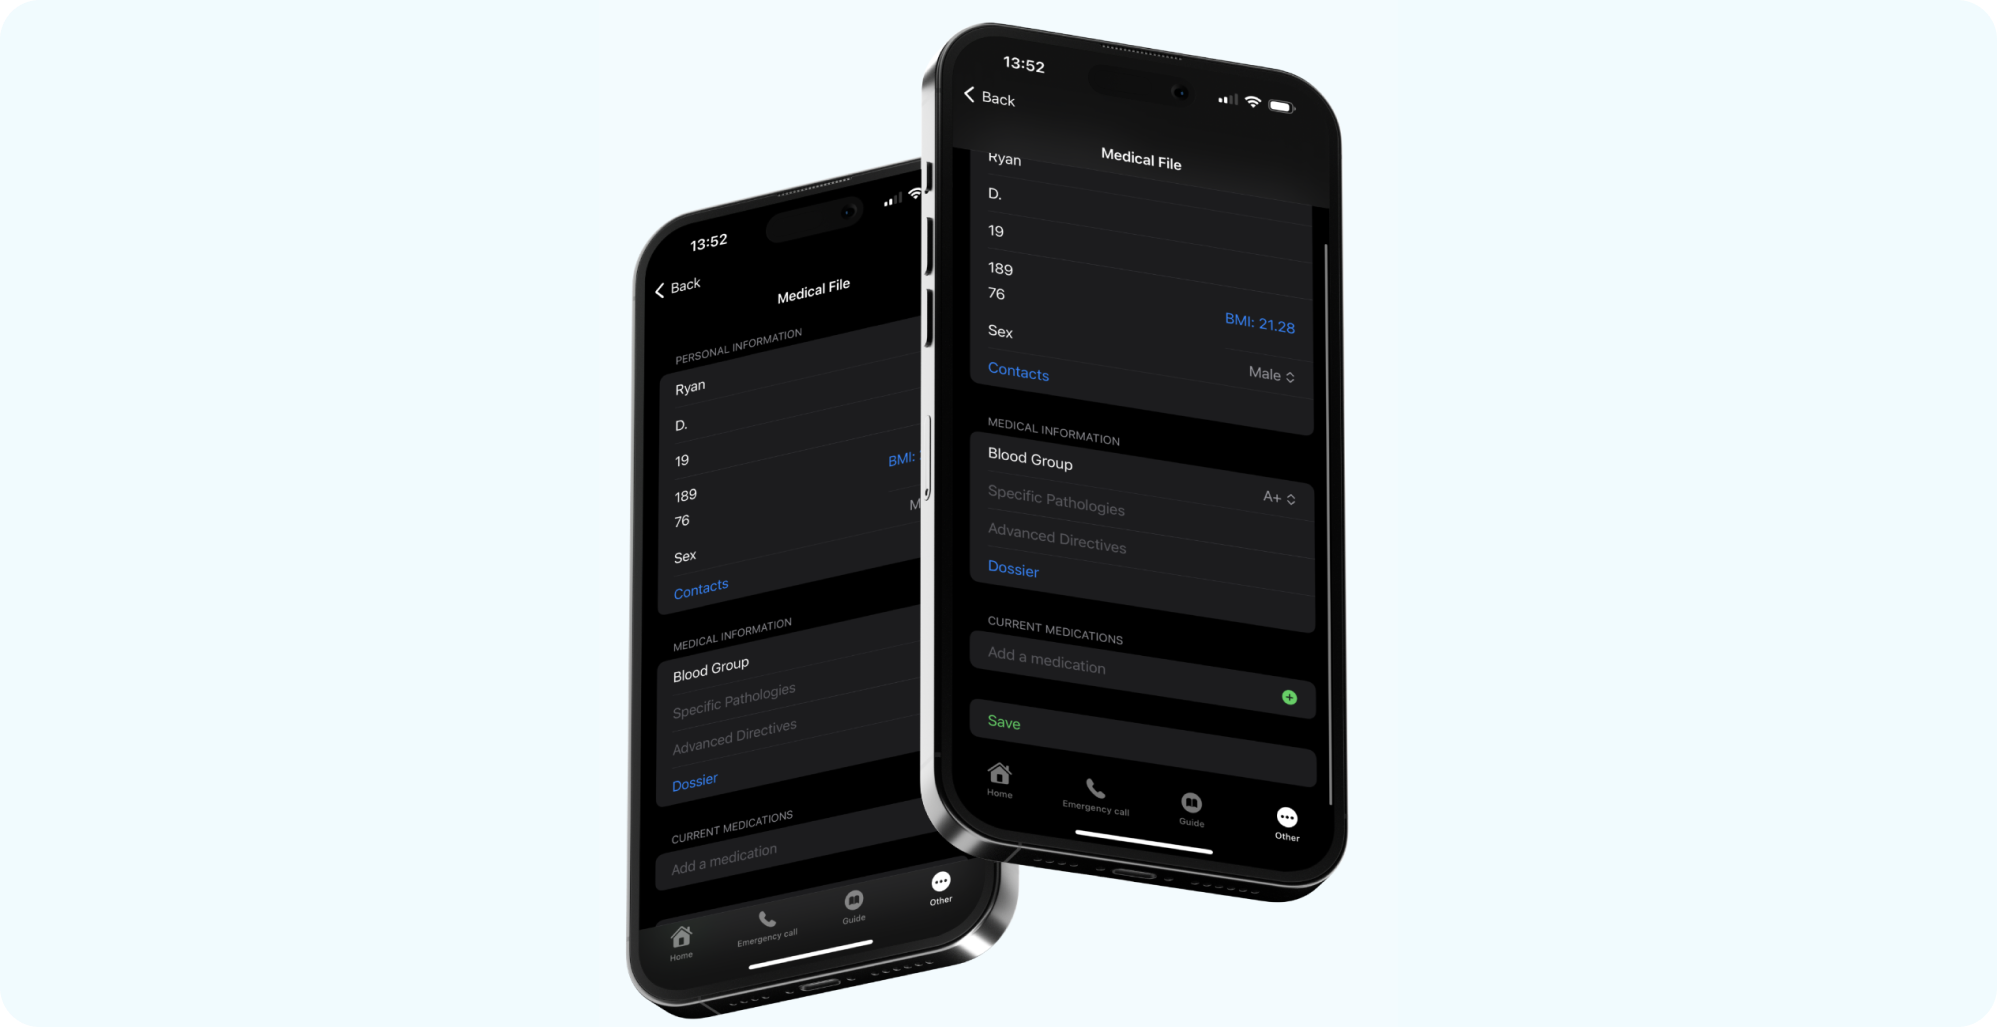 13:52
Back
Medical File
PERSONAL INFORMATION
Ryan
D.
19
189
BMI:
76
M
Sex
Contacts
MEDICAL INFORMATION
Blood Group
Specific Pathologies
Advanced Directives
Dossier
CURRENT MEDICATIONS
Add a medication
Home
Emergency call
Guide
Other
13:52
Back
Medical File
Ryan
D.
19
189
76
BMI: 21.28
Sex
Male
Contacts
MEDICAL INFORMATION
Blood Group
A+
Specific Pathologies
Advanced Directives
Dossier
CURRENT MEDICATIONS
Add a medication
Save
Home
Emergency call
Guide
Other